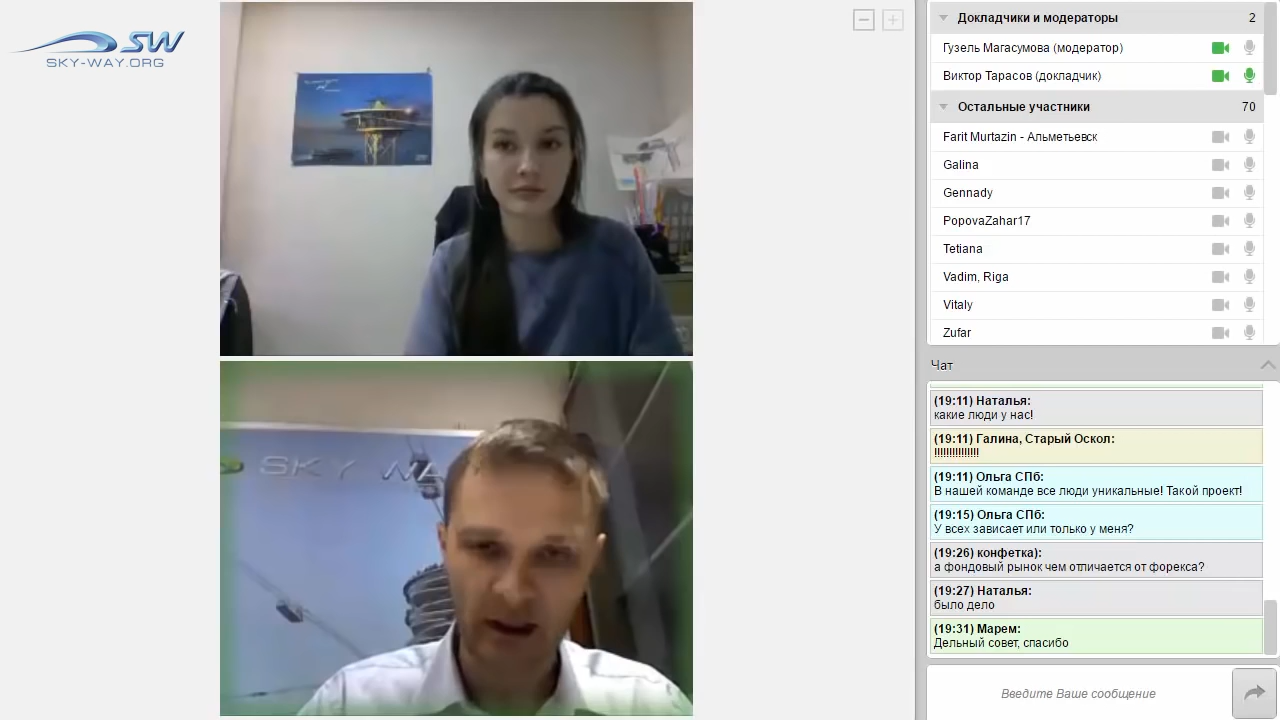 SW
SKY-WAY.ORG
SKY WA
Докладчики и модераторы
2
Гузель Магасумова (модератор)
Виктор Тарасов (докладчик)
Остальные участники
70
Farit Murtazin - Альметьевск
Galina
Gennady
PopovaZahar17
Tetiana
Vadim, Riga
Vitaly
Zufar
Чат
(19:11) Наталья:
какие люди у нас!
(19:11) Галина, Старый Оскол:
!!!!!!!!!!!!!!!
(19:11) Ольга СПб:
В нашей команде все люди уникальные! Такой проект!
(19:15) Ольга СПб:
У всех зависает или только у меня?
(19:26) конфетка):
а фондовый рынок чем отличается от форекса?
(19:27) Наталья:
было дело
(19:31) Марем:
Дельный совет, спасибо
Введите Ваше сообщение